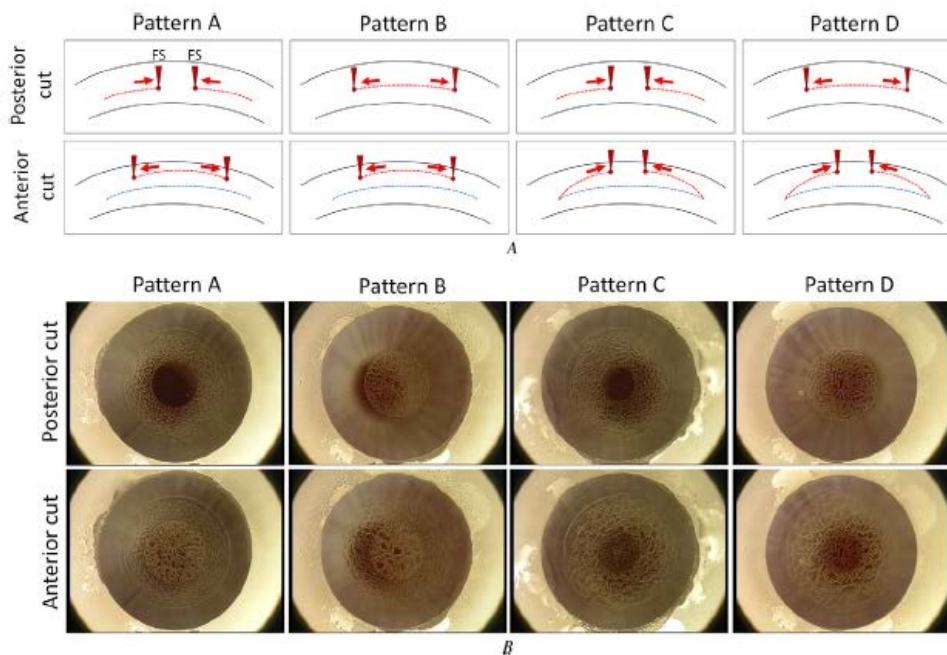 Pattern A Pattern B Pattern C Pattern D
Posterior cut
FS FS
Anterior cut
A
Pattern A Pattern B Pattern C Pattern D
Posterior cut
Anterior cut
B